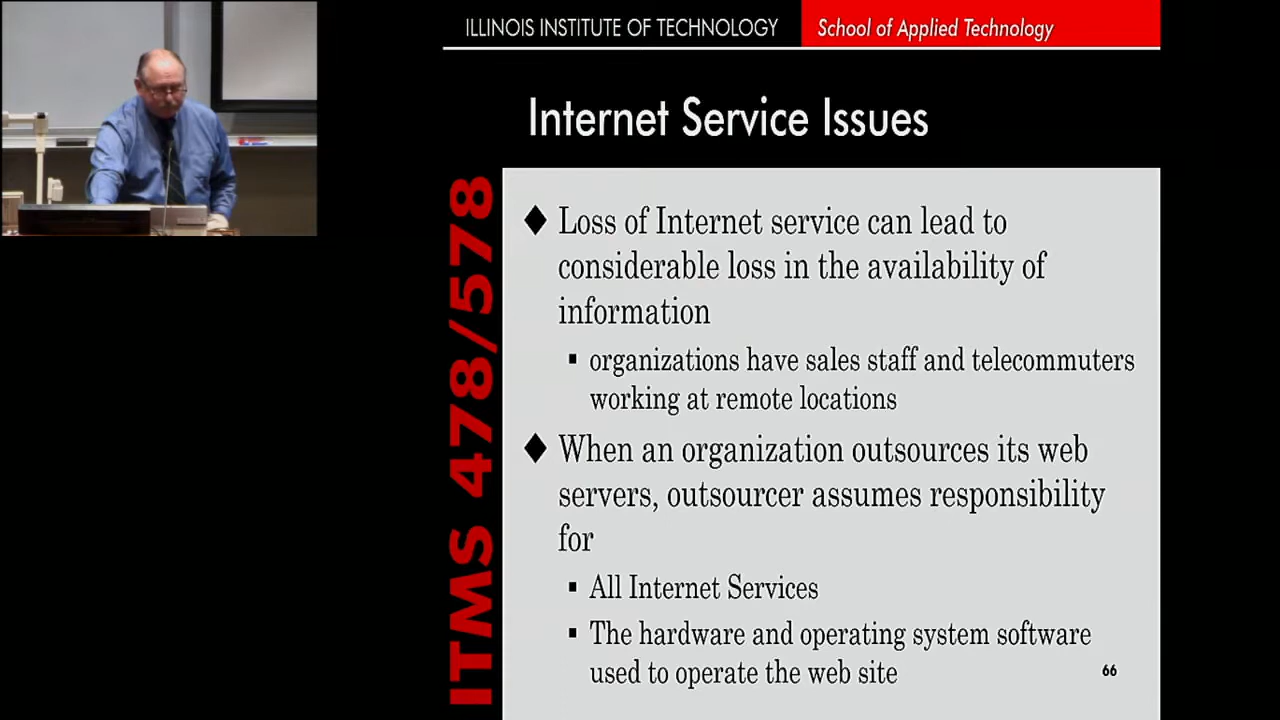 ILLINOIS INSTITUTE OF TECHNOLOGY School of Applied Technology
Internet Service Issues
ITMS 478/578
Loss of Internet service can lead to
considerable loss in the availability of
information
organizations have sales staff and telecommuters
working at remote locations
When an organization outsources its web
servers, outsourcer assumes responsibility
for
All Internet Services
The hardware and operating system software
used to operate the web site
66